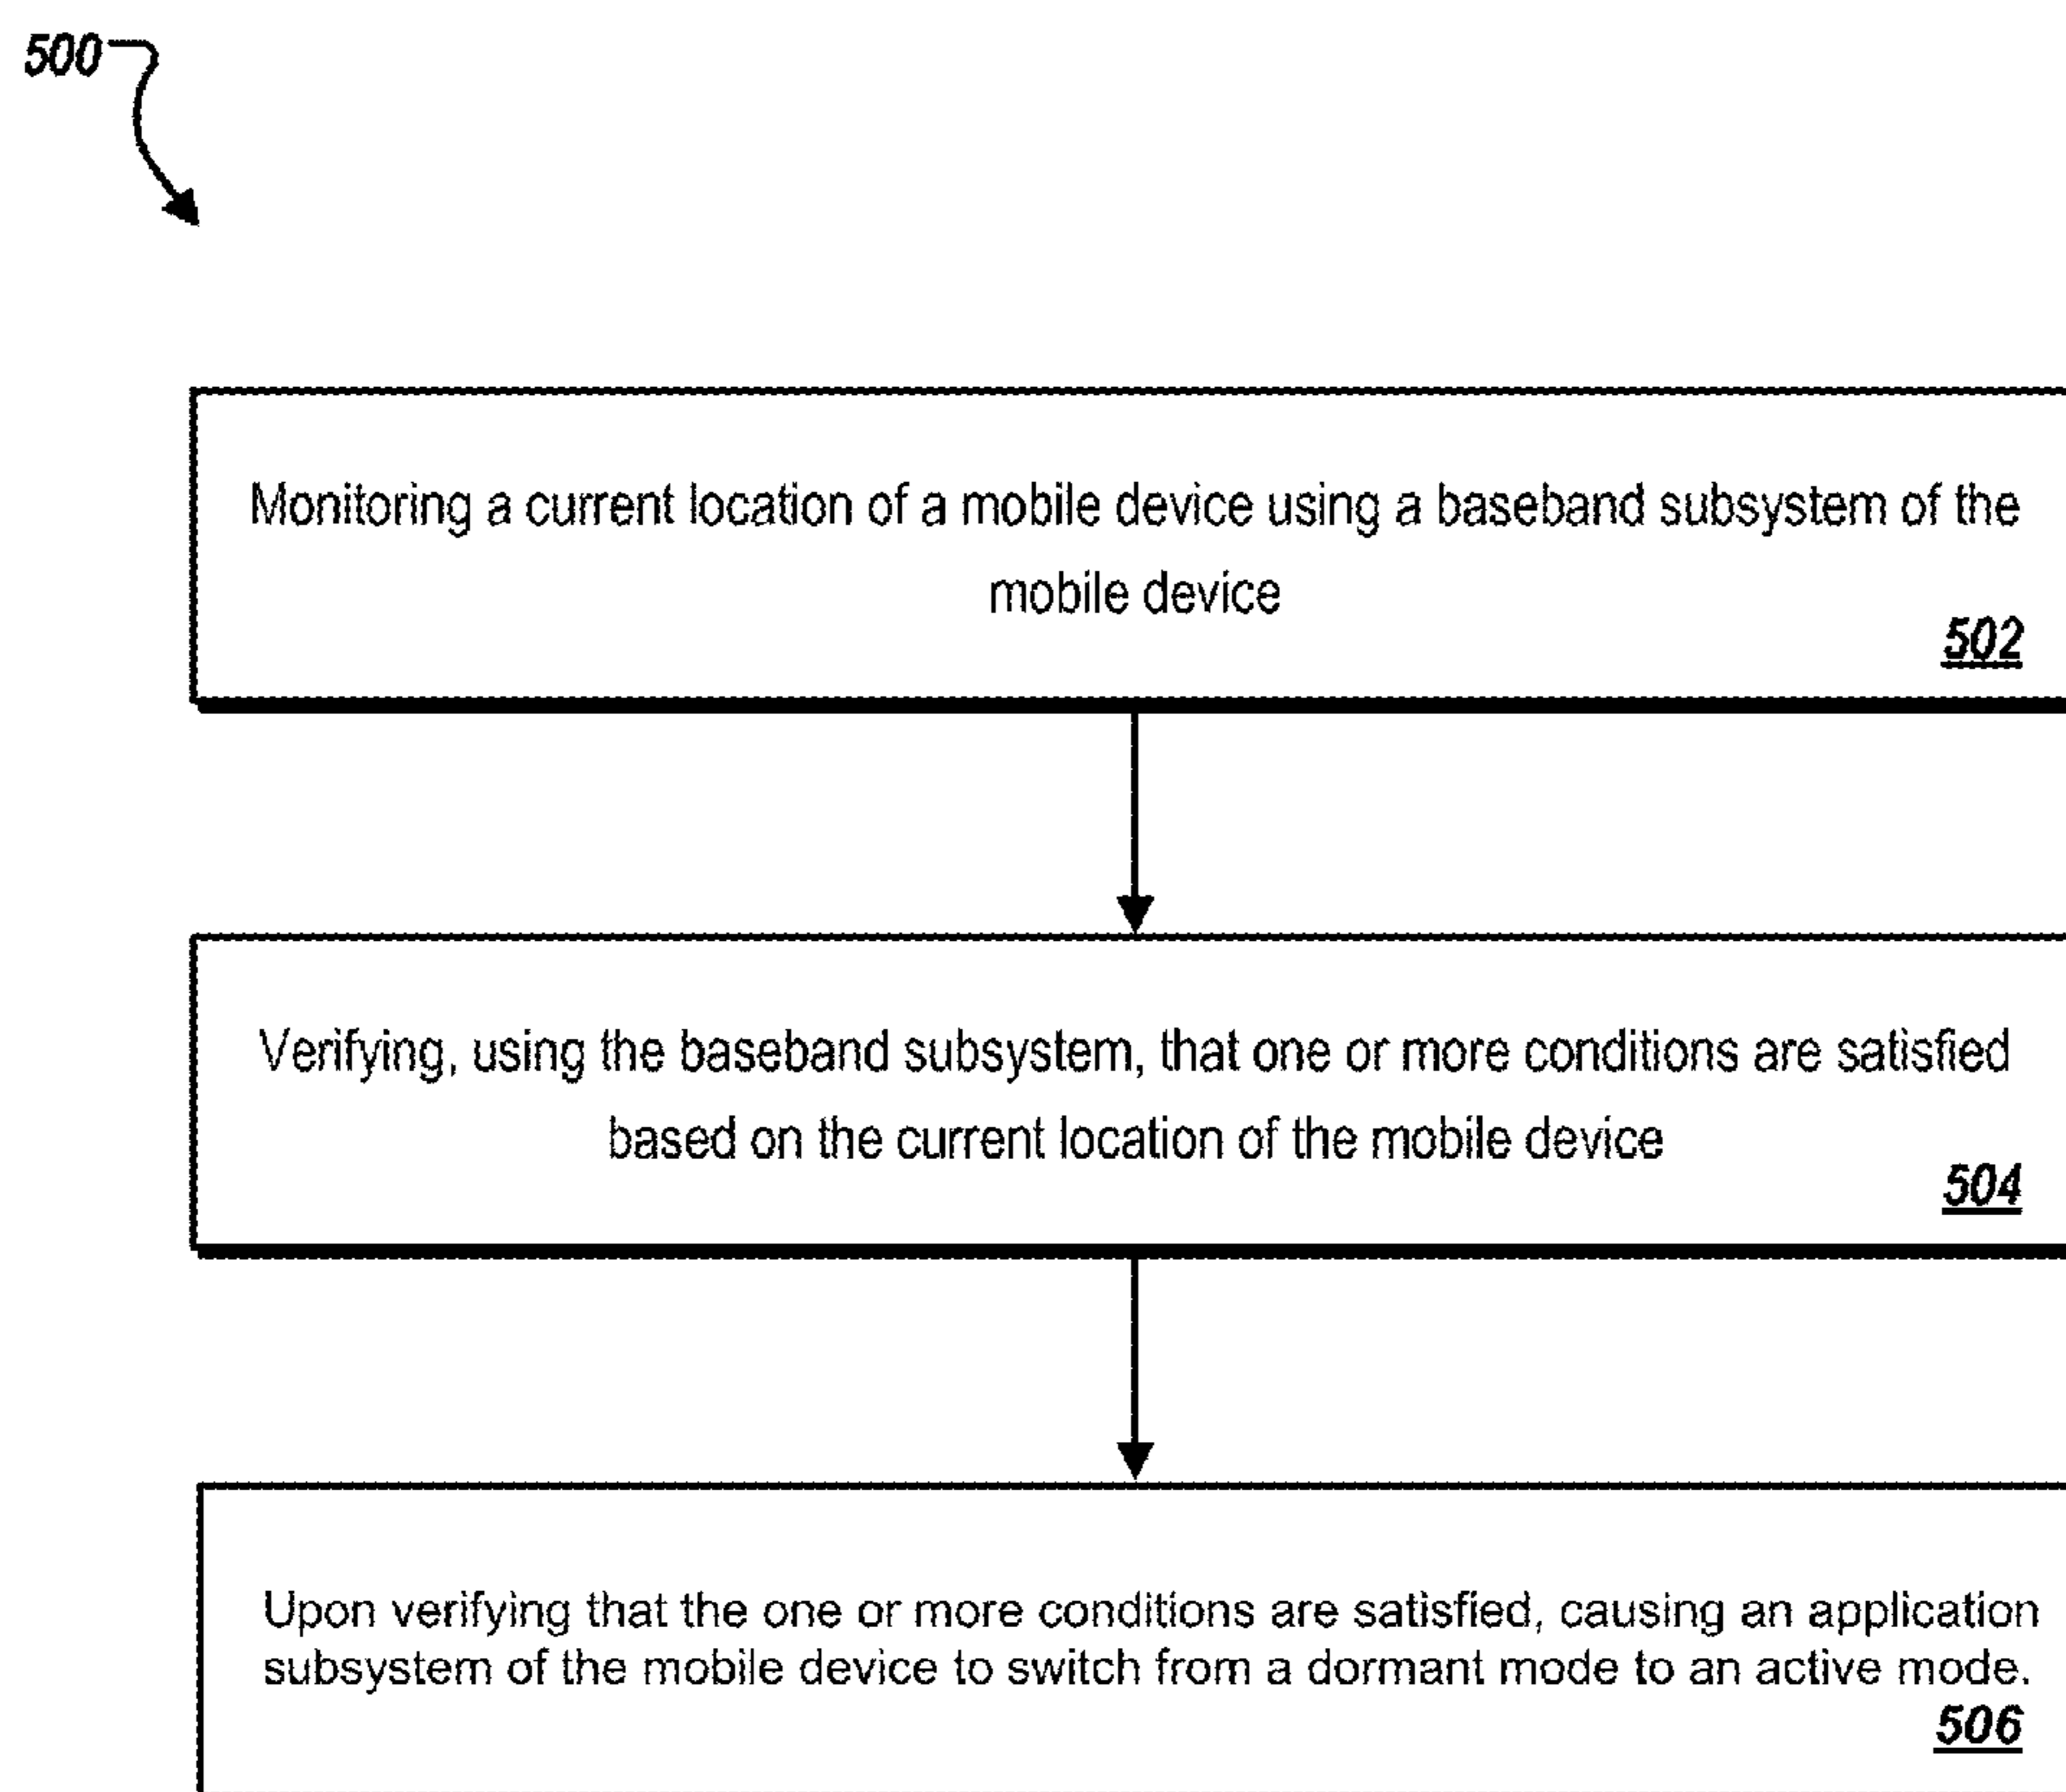 500
Monitoring a current location of a mobile device using a baseband subsystem of the
mobile device
502
Verifying, using the baseband subsystem, that one or more conditions are satisfied
based on the current location of the mobile device
504
Upon verifying that the one or more conditions are satisfied, causing an application
subsystem of the mobile device to switch from a dormant mode to an active mode.
506